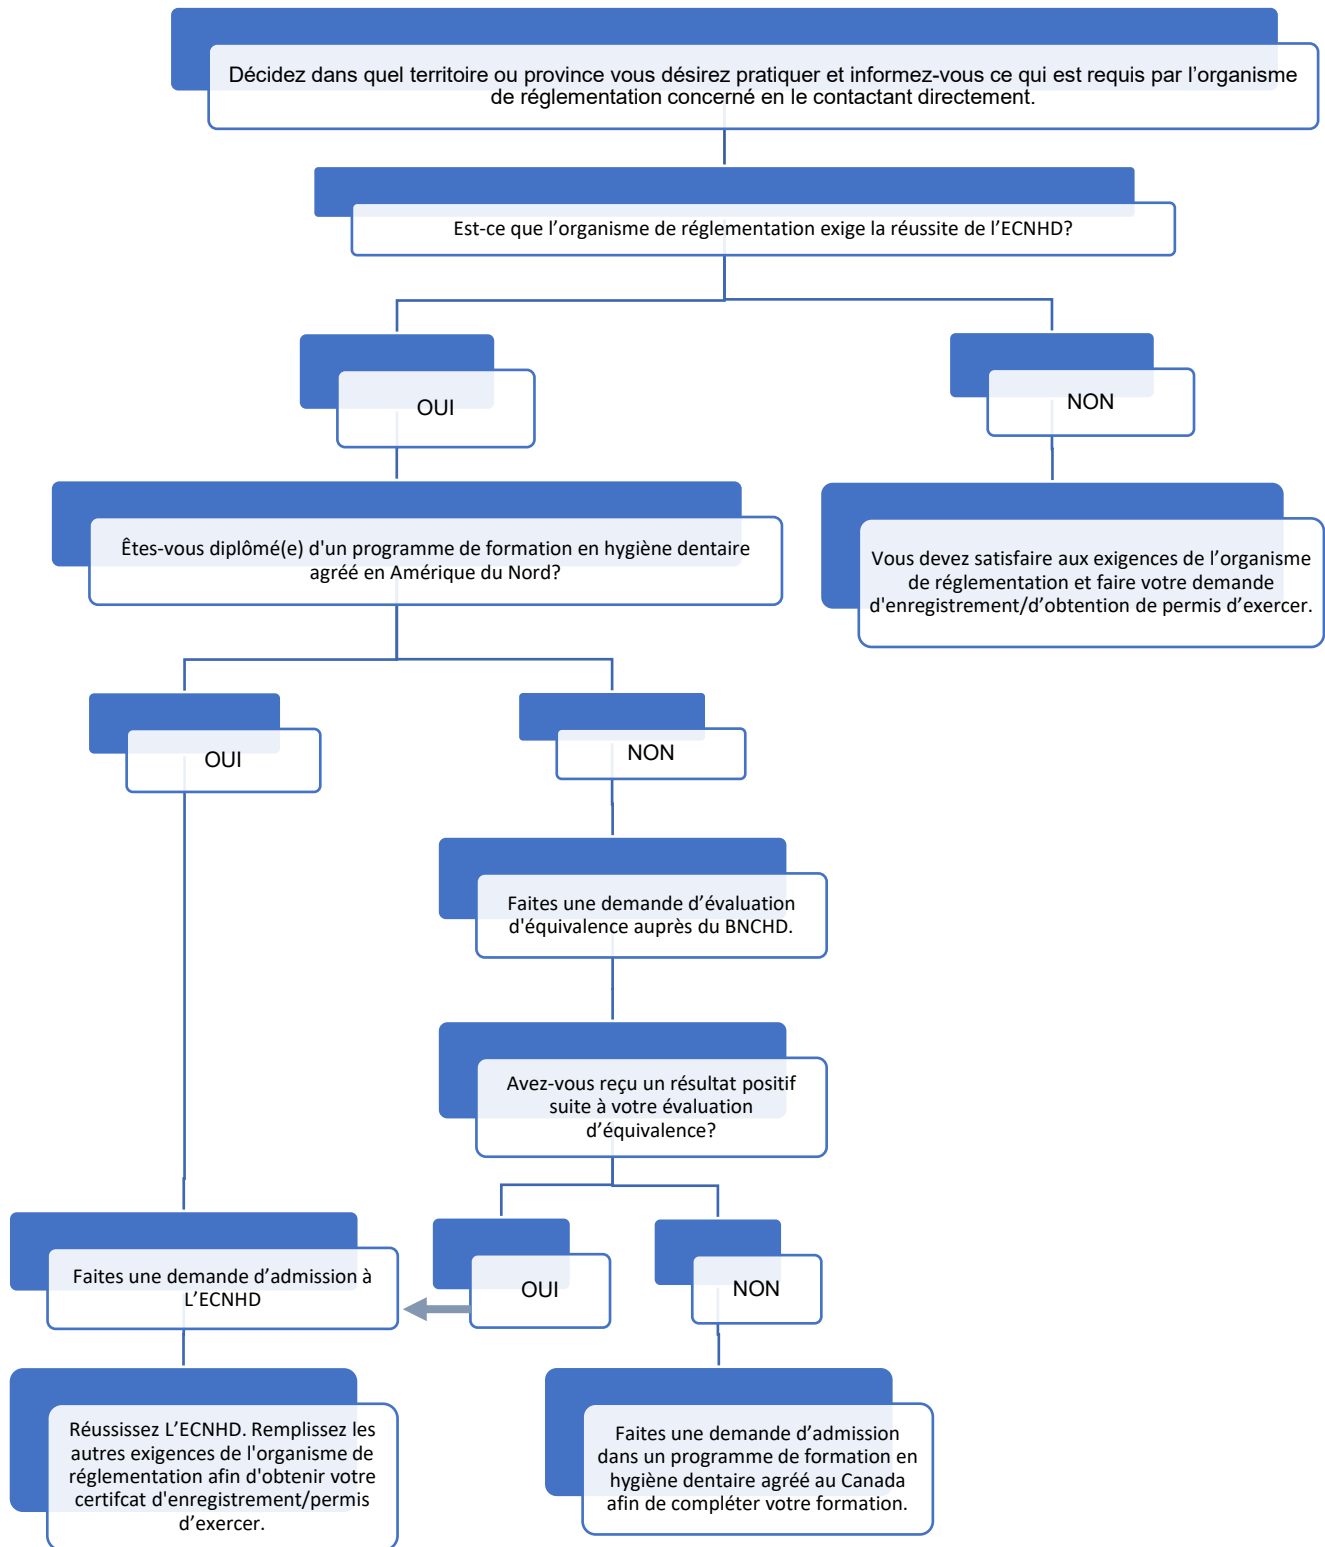 Décidez dans quel territoire ou province vous désirez pratiquer et informez-vous ce qui est requis par l’organisme
de réglementation concerné en le contactant directement.
Est-ce que l’organisme de réglementation exige la réussite de l’ECNHD?
OUI
NON
Êtes-vous diplômé(e) d'un programme de formation en hygiène dentaire
agréé en Amérique du Nord?
Vous devez satisfaire aux exigences de l’organisme
de réglementation et faire votre demande
d'enregistrement/d’obtention de permis d’exercer.
OUI
NON
Faites une demande d’évaluation
d'équivalence auprès du BNCHD.
Avez-vous reçu un résultat positif
suite à votre évaluation
d’équivalence?
Faites une demande d’admission à
L’ECNHD
OUI
NON
Réussissez L’ECNHD. Remplissez les
autres exigences de l'organisme de
réglementation afin d'obtenir votre
certifcat d'enregistrement/permis
d’exercer.
Faites une demande d’admission
dans un programme de formation en
hygiène dentaire agréé au Canada
afin de compléter votre formation.